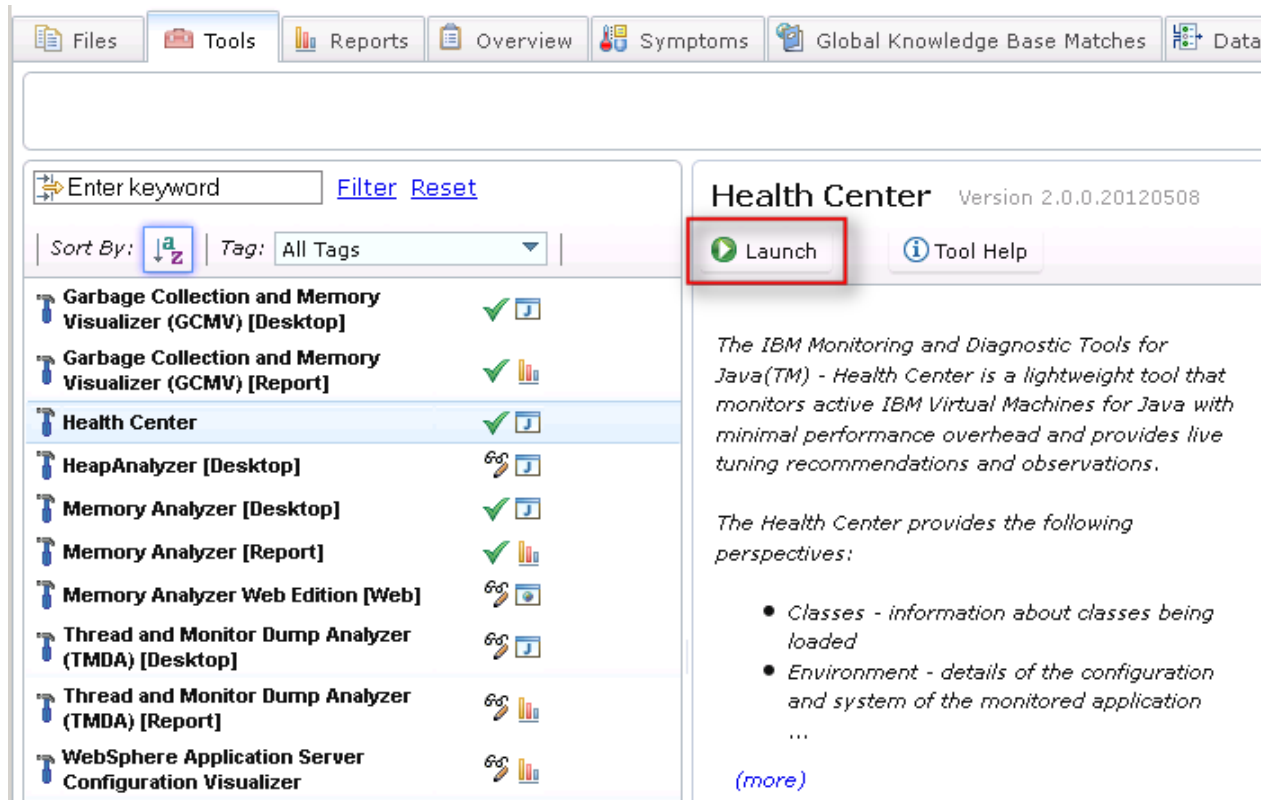 Files
Tools
Reports
Overview
Symptoms
Global Knowledge Base Matches
Data
Enter keyword
Filter
Reset
Sort By:
a
z
Tag:
All Tags
Garbage Collection and Memory
Visualizer (GCMV) [Desktop]
Garbage Collection and Memory
Visualizer (GCMV) [Report]
Health Center
HeapAnalyzer [Desktop]
Memory Analyzer [Desktop]
Memory Analyzer [Report]
Memory Analyzer Web Edition [Web]
Thread and Monitor Dump Analyzer
(TMDA) [Desktop]
Thread and Monitor Dump Analyzer
(TMDA) [Report]
WebSphere Application Server
Configuration Visualizer
Health Center Version 2.0.0.20120508
Launch
Tool Help
The IBM Monitoring and Diagnostic Tools for
Java(TM) - Health Center is a lightweight tool that
monitors active IBM Virtual Machines for Java with
minimal performance overhead and provides live
tuning recommendations and observations.
The Health Center provides the following
perspectives:
• Classes - information about classes being
loaded
• Environment - details of the configuration
and system of the monitored application
...
(more)